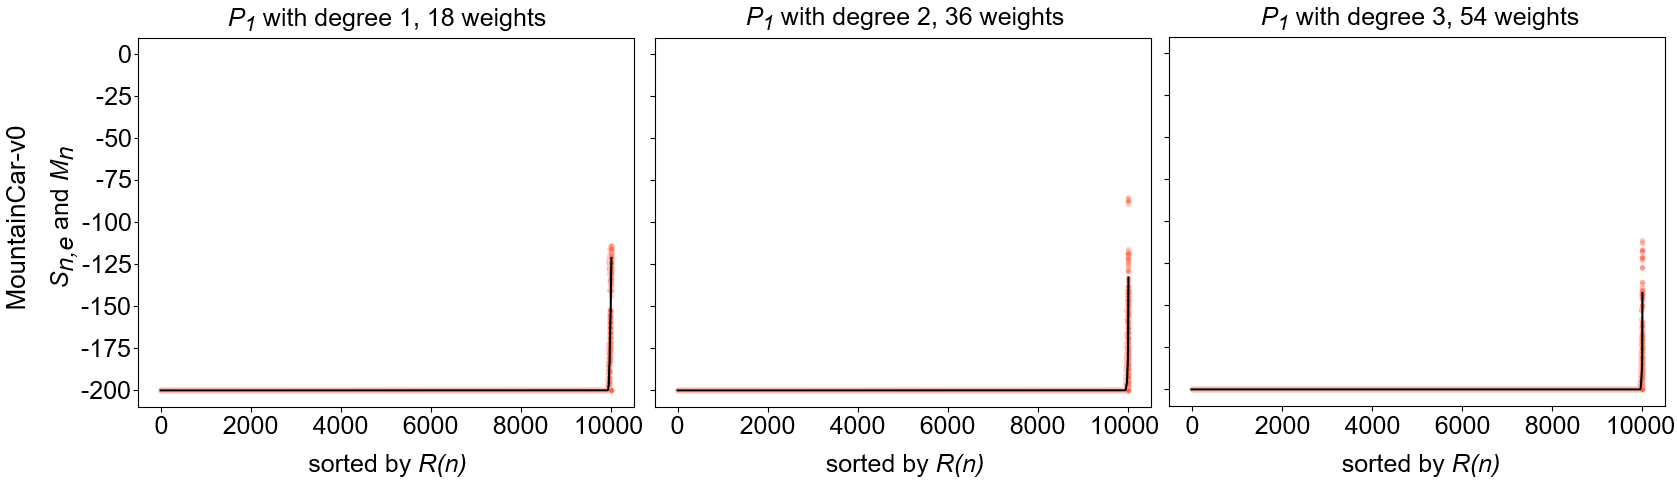 P1 with degree 1, 18 weights
P1 with degree 2, 36 weights
P1 with degree 3, 54 weights
MountainCar-v0
Sn,e and Mn
0
-25
-50
-75
-100
-125
-150
-175
-200
0 2000 4000 6000 8000 10000
0 2000 4000 6000 8000 10000
0 2000 4000 6000 8000 10000
sorted by R(n)
sorted by R(n)
sorted by R(n)